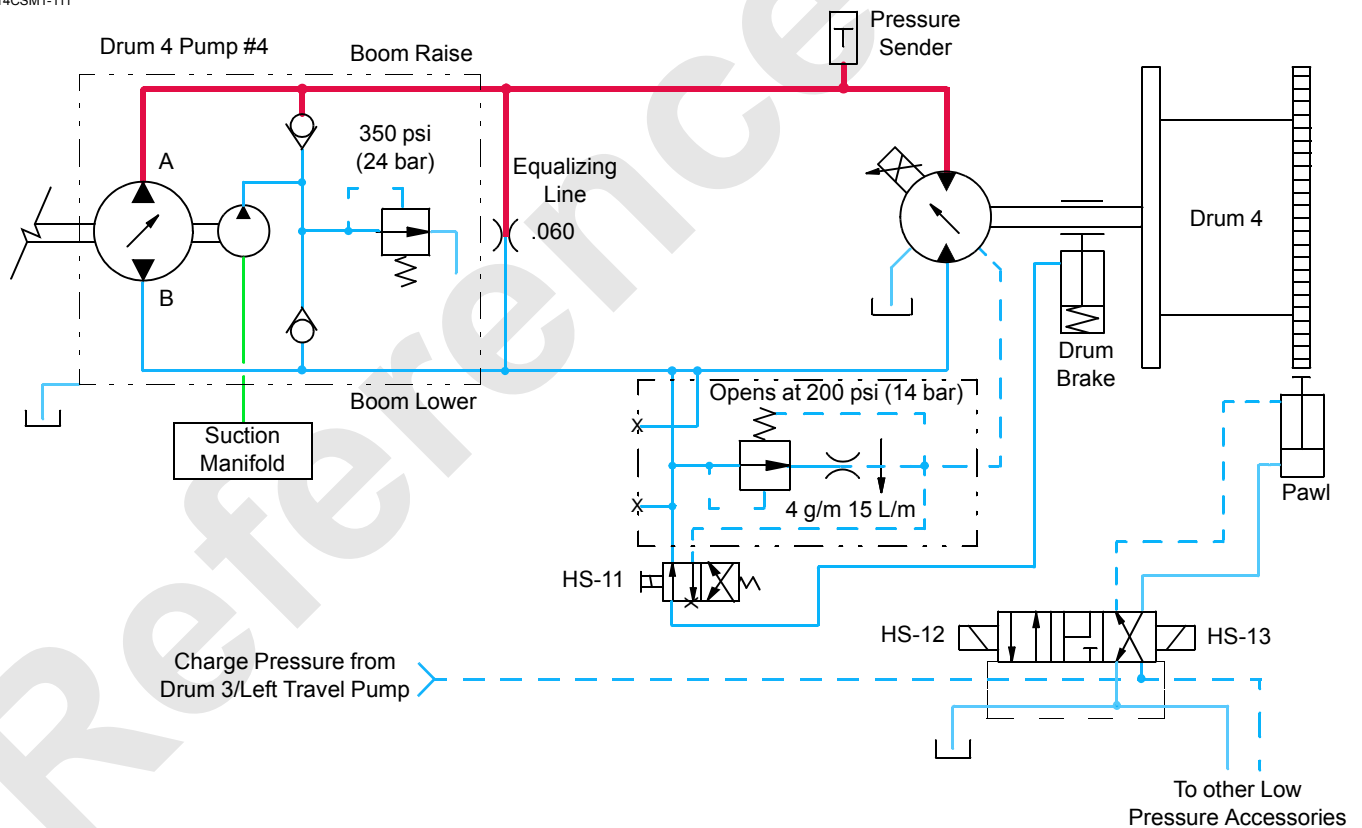 Drum 4 Pump #4
Boom Raise
Pressure
Sender
A
350 psi
(24 bar)
Equalizing
Line
.060
B
Drum 4
T
Drum
Brake
Boom Lower
Opens at 200 psi (14 bar)
Suction
Manifold
X
X
4 g/m 15 L/m
Pawl
HS-11
HS-12
HS-13
Charge Pressure from
Drum 3/Left Travel Pump
To other Low
Pressure Accessories
Reference